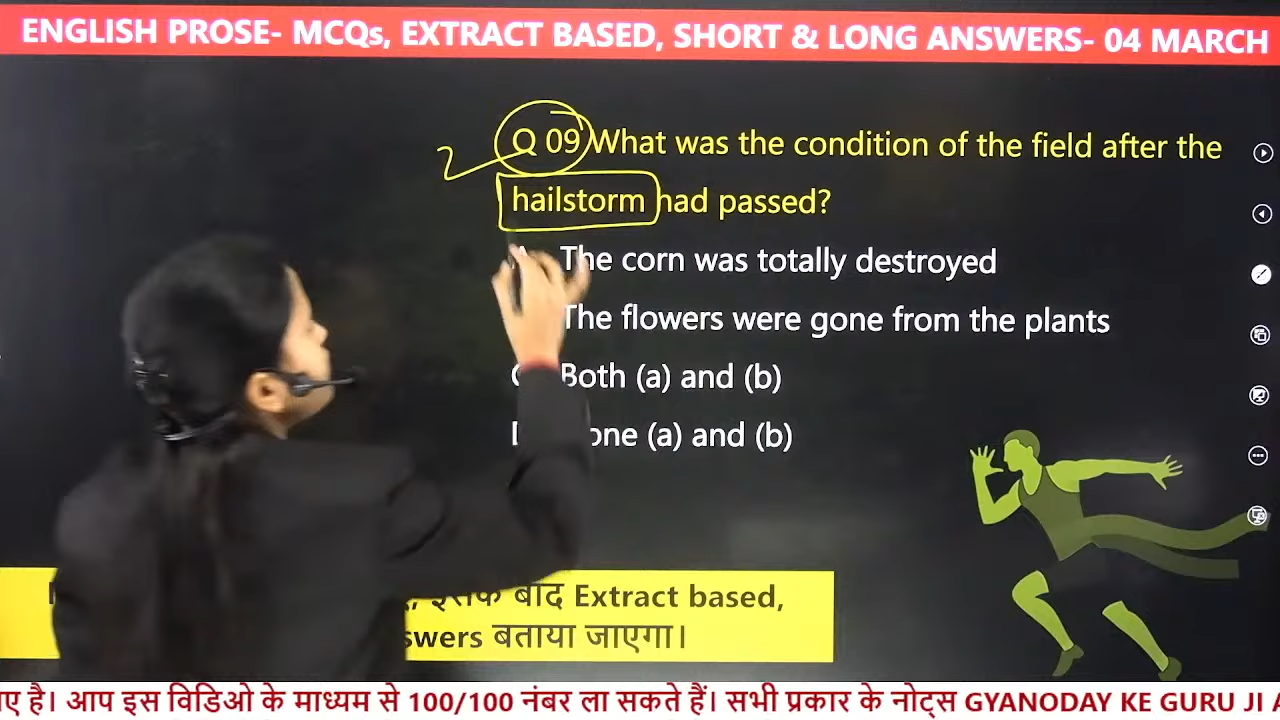 ENGLISH PROSE- MCQs, EXTRACT BASED, SHORT & LONG ANSWERS- 04 MARCH
Q 09 What was the condition of the field after the
hailstorm had passed?
The corn was totally destroyed
The flowers were gone from the plants
Both (a) and (b)
(a) and (b)
इसके बाद Extract based,
बताया जाएगा।
है। आप इस विडिओ के माध्यम से 100/100 नंबर ला सकते हैं। सभी प्रकार के नोट्स GYANODAY KE GURU JI